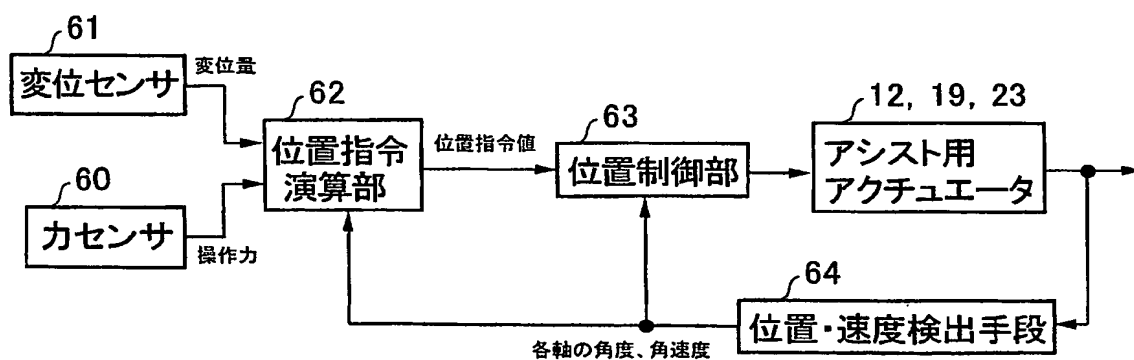 61
変位センサ
変位量
60
力センサ
操作力
62
位置指令
演算部
位置指令値
63
位置制御部
12, 19, 23
アシスト用
アクチュエータ
64
位置・速度検出手段
各軸の角度、角速度